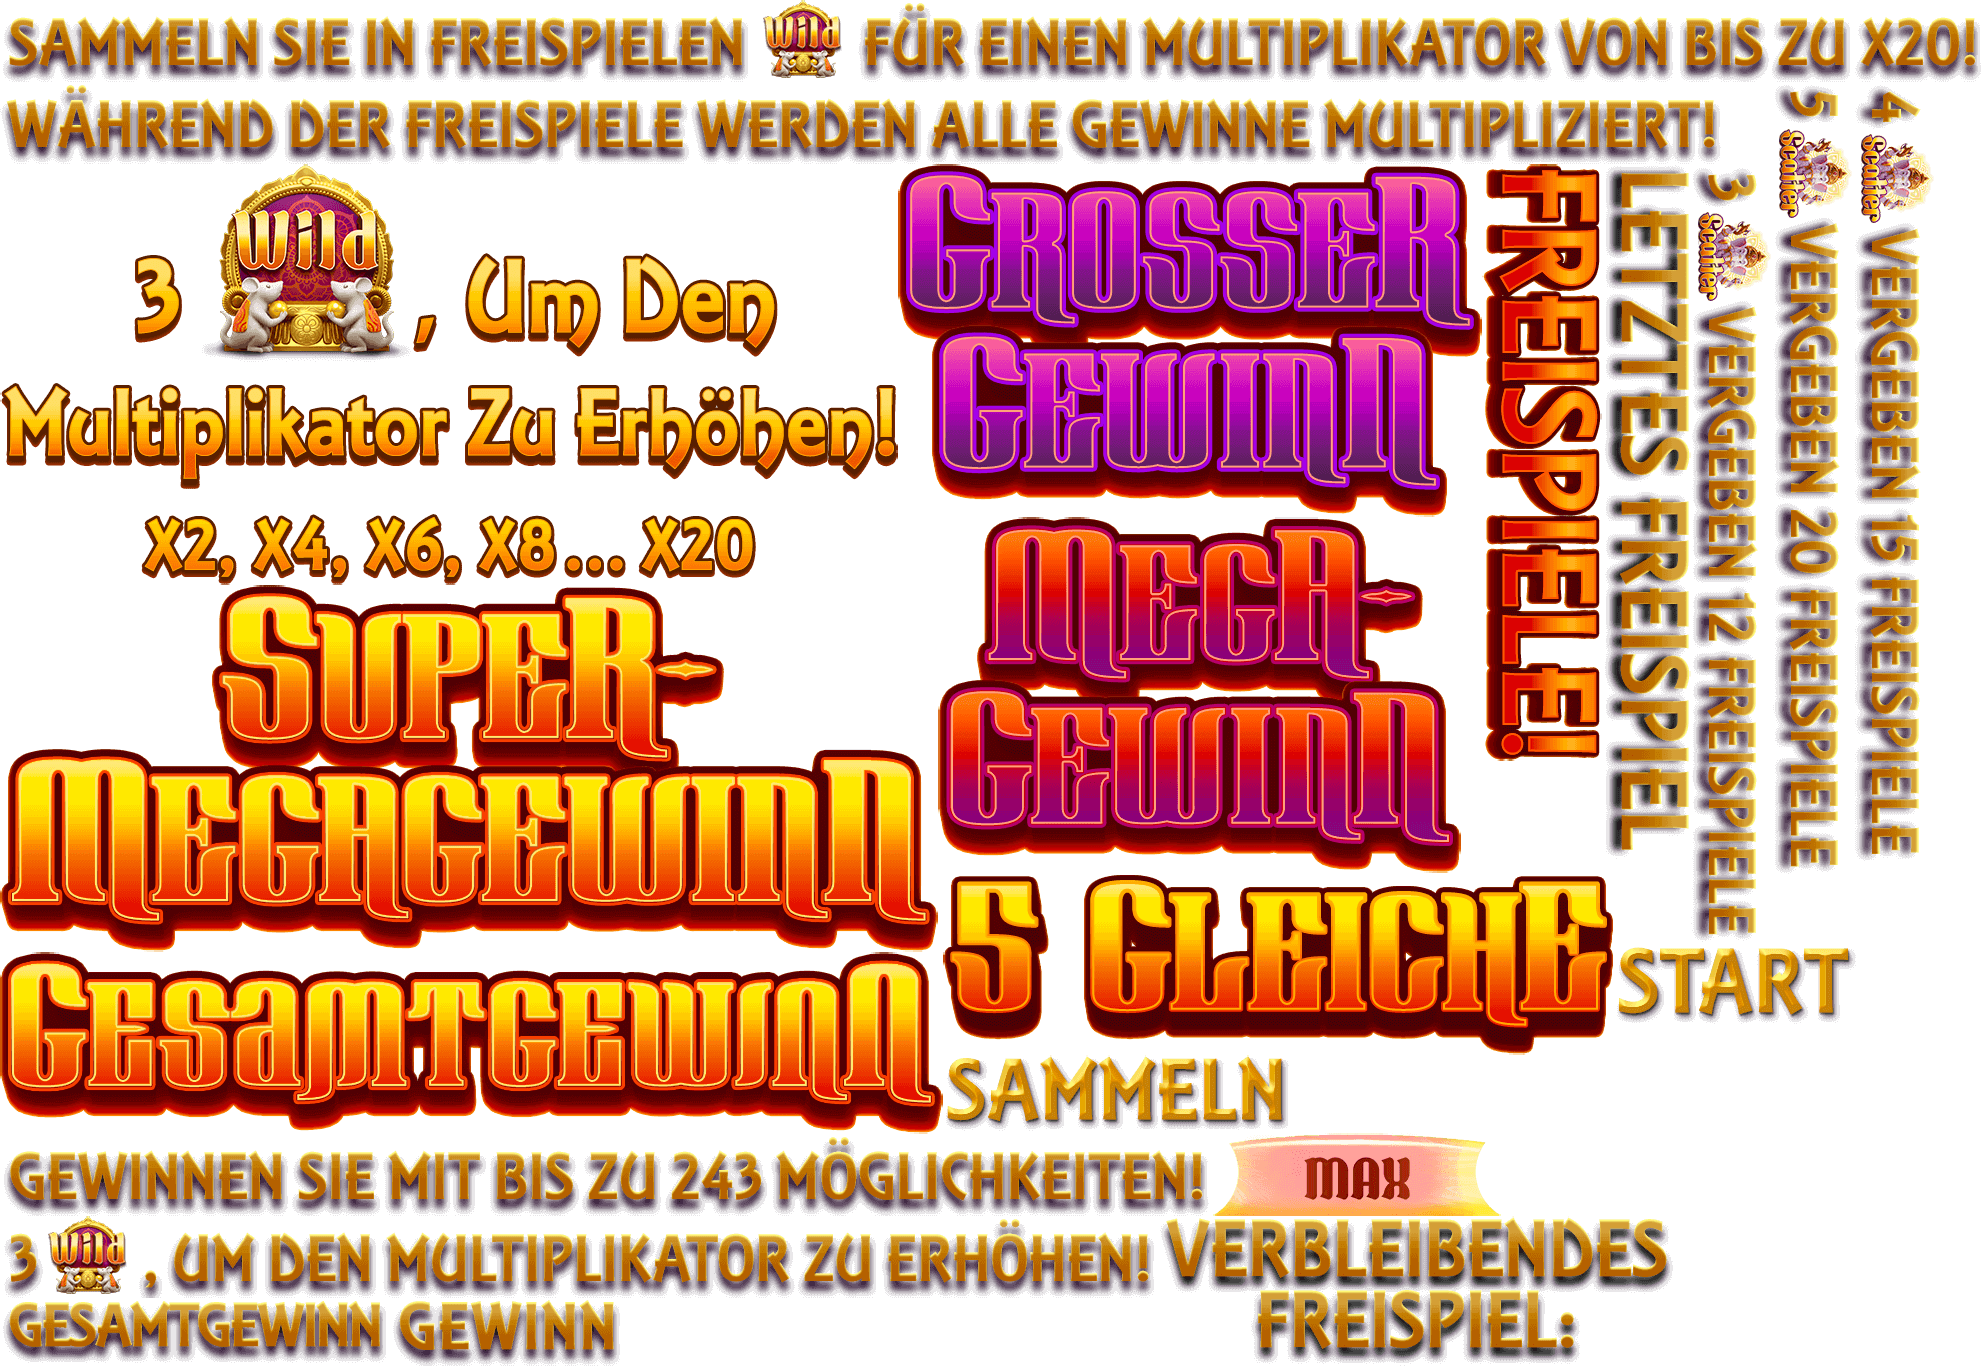 SAMMELN SIE IN FREISPIELEN Wild FÜR EINEN MULTIPLIKATOR VON BIS ZU X20!
WÄHREND DER FREISPIELE WERDEN ALLE GEWINNE MULTIPLIZIERT!
3 Wild, Um Den
Multiplikator Zu Erhöhen!
X2, X4, X6, X8... X20
SUPER-
MEGAGEWINN
GESAMTGEWINN
GROSSER
GEWINN
MEGA-
GEWINN
5 GLEICHE
FREISPIELE!
LETZTES FREISPIEL
3 Scatter VERGEBEN 12 FREISPIELE
5 Scatter VERGEBEN 20 FREISPIELE
4 Scatter VERGEBEN 15 FREISPIELE
START
SAMMELN
GEWINNEN SIE MIT BIS ZU 243 MÖGLICHKEITEN!
MAX
3 Wild, UM DEN MULTIPLIKATOR ZU ERHÖHEN!
VERBLEIBENDES
FREISPIEL:
GESAMTGEWINN GEWINN